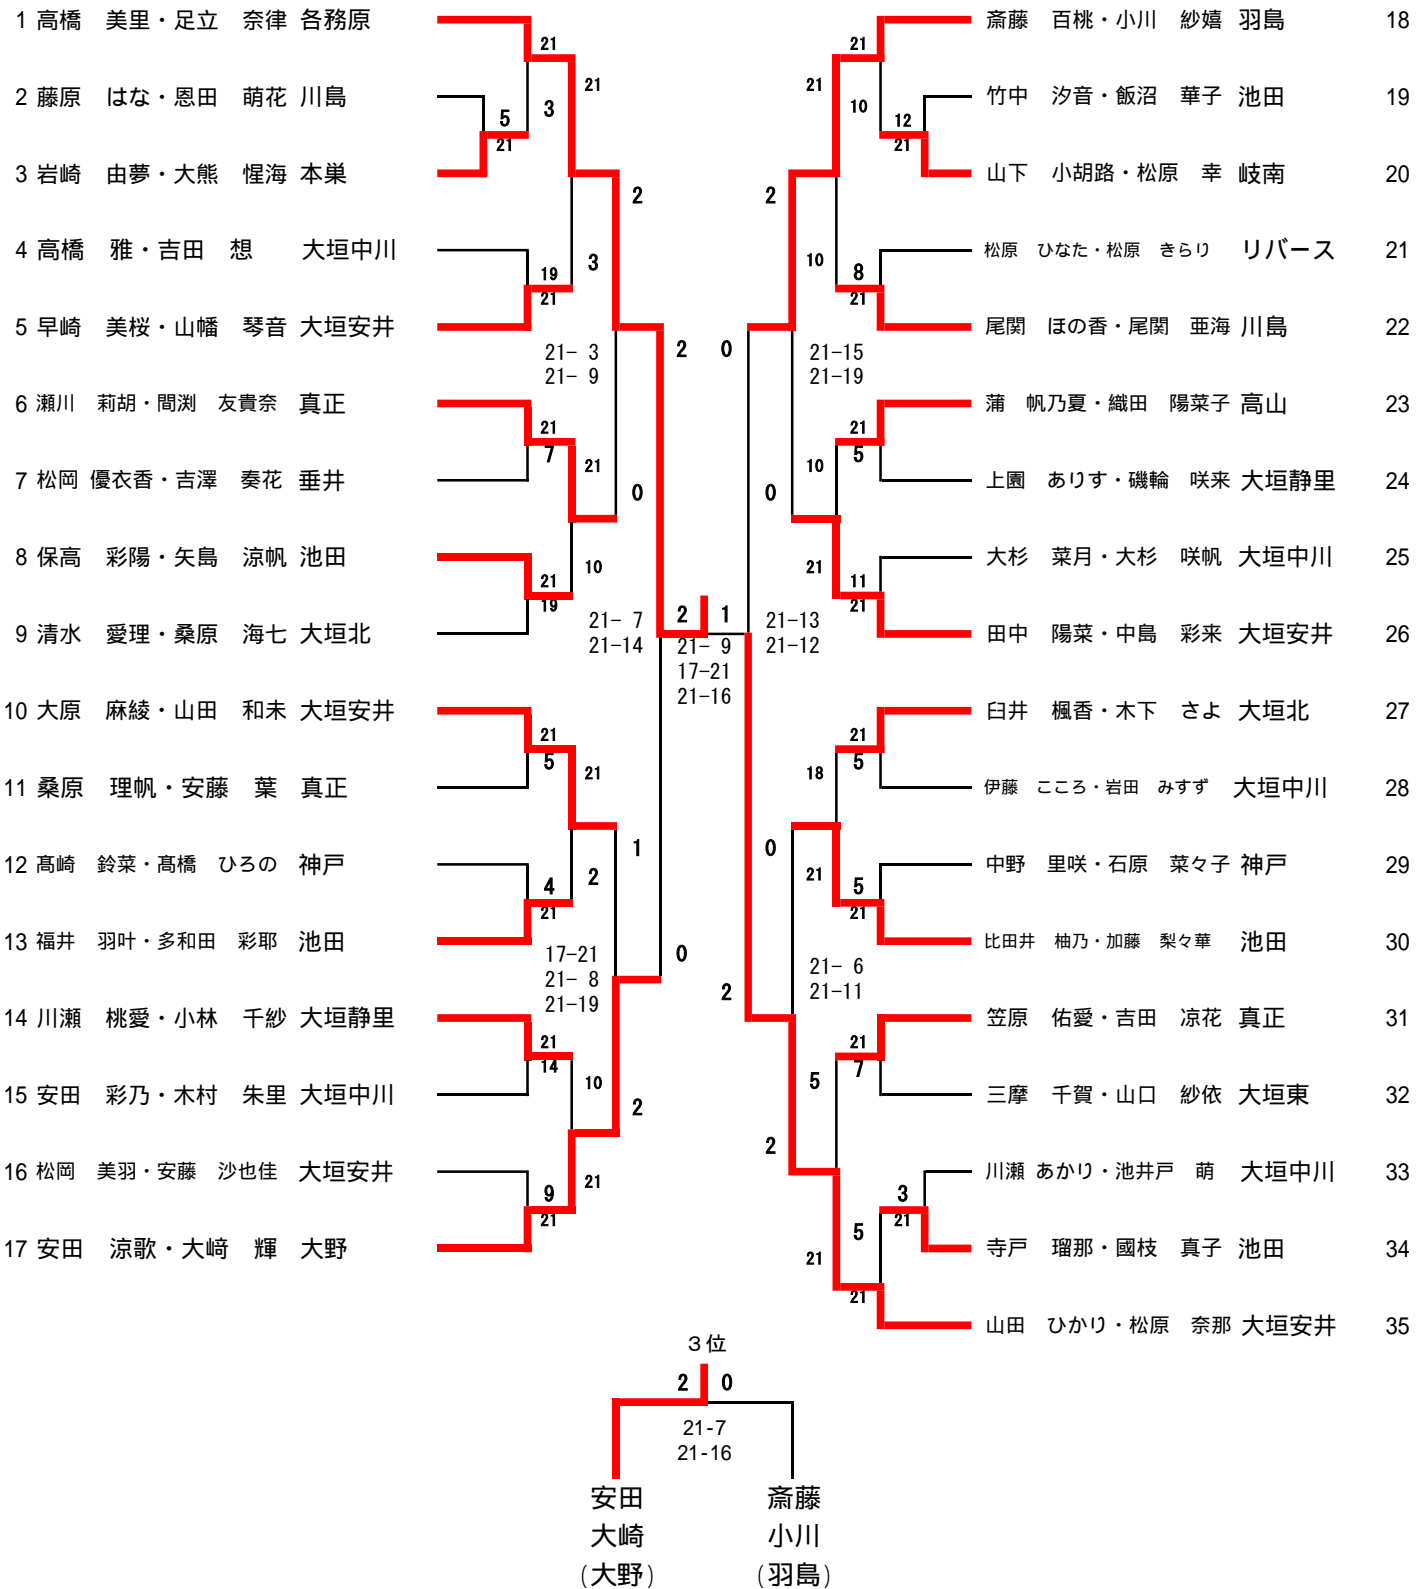 1 高橋　美里・足立　奈律 各務原
21
21
2 藤原　はな・恩田　萌花 川島
5
3
21
3 岩崎　由夢・大熊　惺海 本巣
2
4 高橋　雅・吉田　想 大垣中川
19
3
21
5 早崎　美桜・山幡　琴音 大垣安井
21- 3
21- 9
2
6 瀬川　莉胡・間渕　友貴奈 真正
21
7
21
7 松岡 優衣香・吉澤　奏花 垂井
0
8 保高　彩陽・矢島　涼帆 池田
21
10
19
9 清水　愛理・桑原　海七 大垣北
21- 7
21-14
10 大原　麻綾・山田　和未 大垣安井
21
5
21
11 桑原　理帆・安藤　葉 真正
1
12 髙崎　鈴菜・髙橋　ひろの 神戸
4
2
21
13 福井　羽叶・多和田　彩耶 池田
17-21
21- 8
21-19
0
14 川瀬　桃愛・小林　千紗 大垣静里
21
14
10
15 安田　彩乃・木村　朱里 大垣中川
2
16 松岡　美羽・安藤　沙也佳 大垣安井
9
21
21
17 安田　涼歌・大﨑　輝 大野
2 1
21- 9
17-21
21-16
斎藤　百桃・小川　紗嬉 羽島 18
21
21
10
竹中　汐音・飯沼　華子 池田 19
12
21
山下　小胡路・松原　幸 岐南 20
2
松原　ひなた・松原　きらり リバース 21
10
8
21
尾関　ほの香・尾関　亜海 川島 22
0
21-15
21-19
蒲　帆乃夏・織田　陽菜子 高山 23
21
5
10
上園　ありす・磯輪　咲来 大垣静里 24
0
大杉　菜月・大杉　咲帆 大垣中川 25
21
11
21
田中　陽菜・中島　彩来 大垣安井 26
21-13
21-12
臼井　楓香・木下　さよ 大垣北 27
21
5
18
伊藤　こころ・岩田　みすず 大垣中川 28
0
中野　里咲・石原　菜々子 神戸 29
21
5
21
比田井　柚乃・加藤　梨々華 池田 30
21- 6
21-11
2
笠原　佑愛・吉田　凉花 真正 31
21
7
5
三摩　千賀・山口　紗依 大垣東 32
2
川瀬 あかり・池井戸　萌 大垣中川 33
3
21
5
寺戸　瑠那・國枝　真子 池田 34
21
21
山田　ひかり・松原　奈那 大垣安井 35
３位
2 0
21-7
21-16
安田 斎藤
大崎 小川
(大野) (羽島)